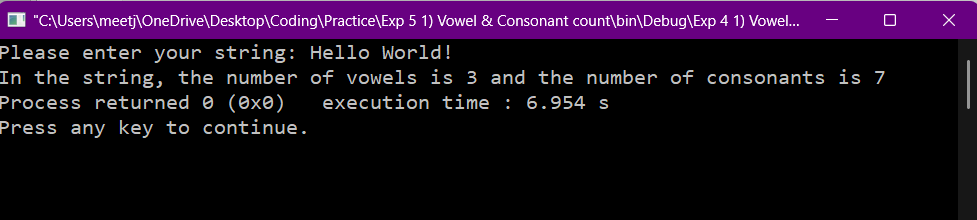 "C:\Users\meetj\OneDrive\Desktop\Coding\Practice\Exp 5 1) Vowel & Consonant count\bin\Debug\Exp 4 1) Vowel...
Please enter your string: Hello World!
In the string, the number of vowels is 3 and the number of consonants is 7
Process returned 0 (0x0)   execution time : 6.954 s
Press any key to continue.